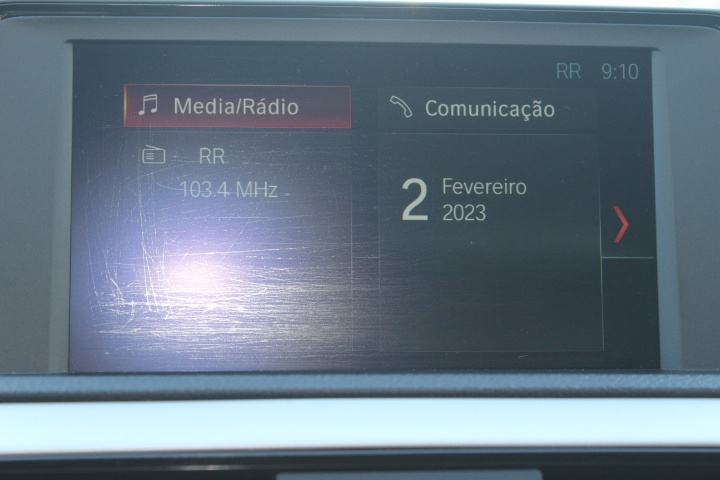 RR 9:10
Media/Rádio
Comunicação
RR
103.4 MHz
2
Fevereiro
2023